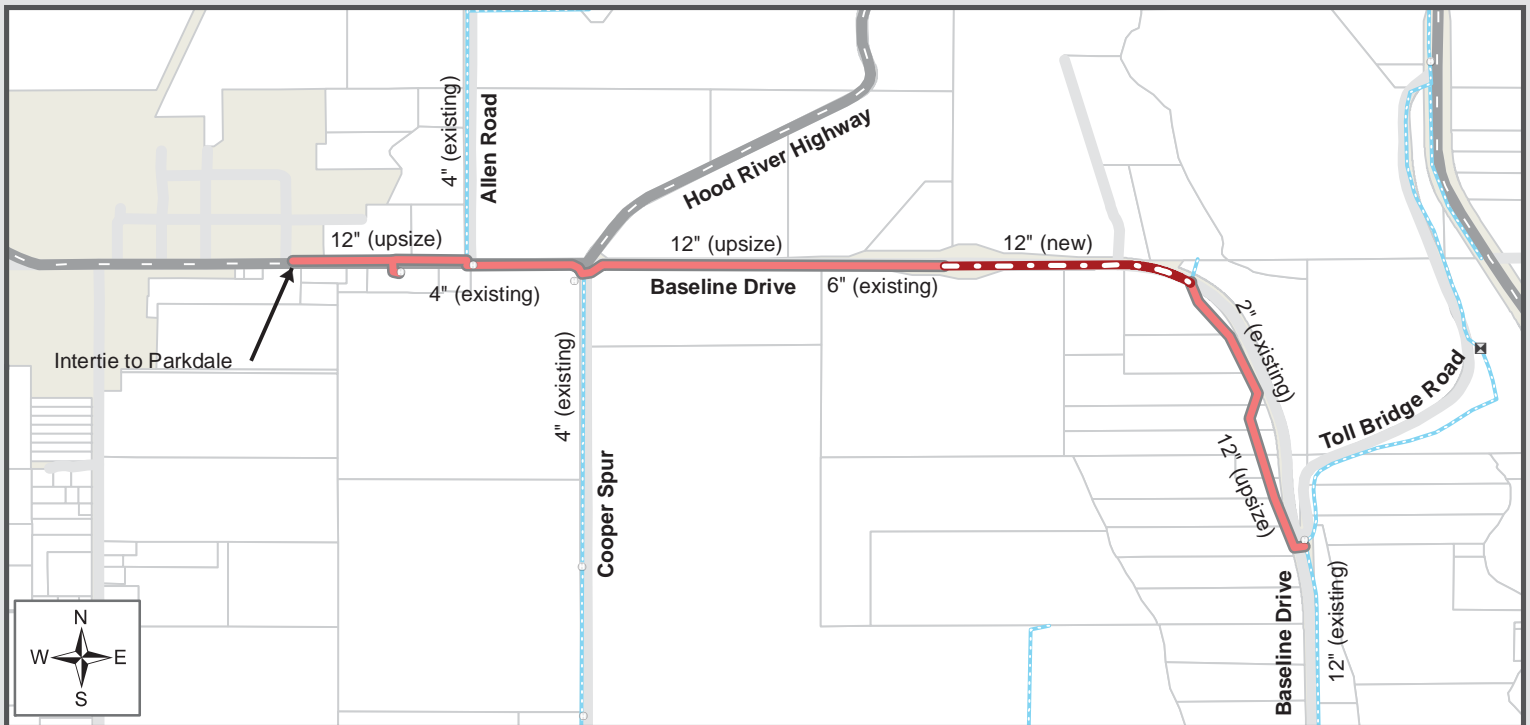 4" (existing)
Allen Road
Hood River Highway
12" (upsize)
12" (upsize)
12" (new)
4" (existing)
Baseline Drive
6" (existing)
Intertie to Parkdale
2" (existing)
4" (existing)
Toll Bridge Road
12" (upsize)
Cooper Spur
Baseline Drive
12" (existing)
N
W
E
S